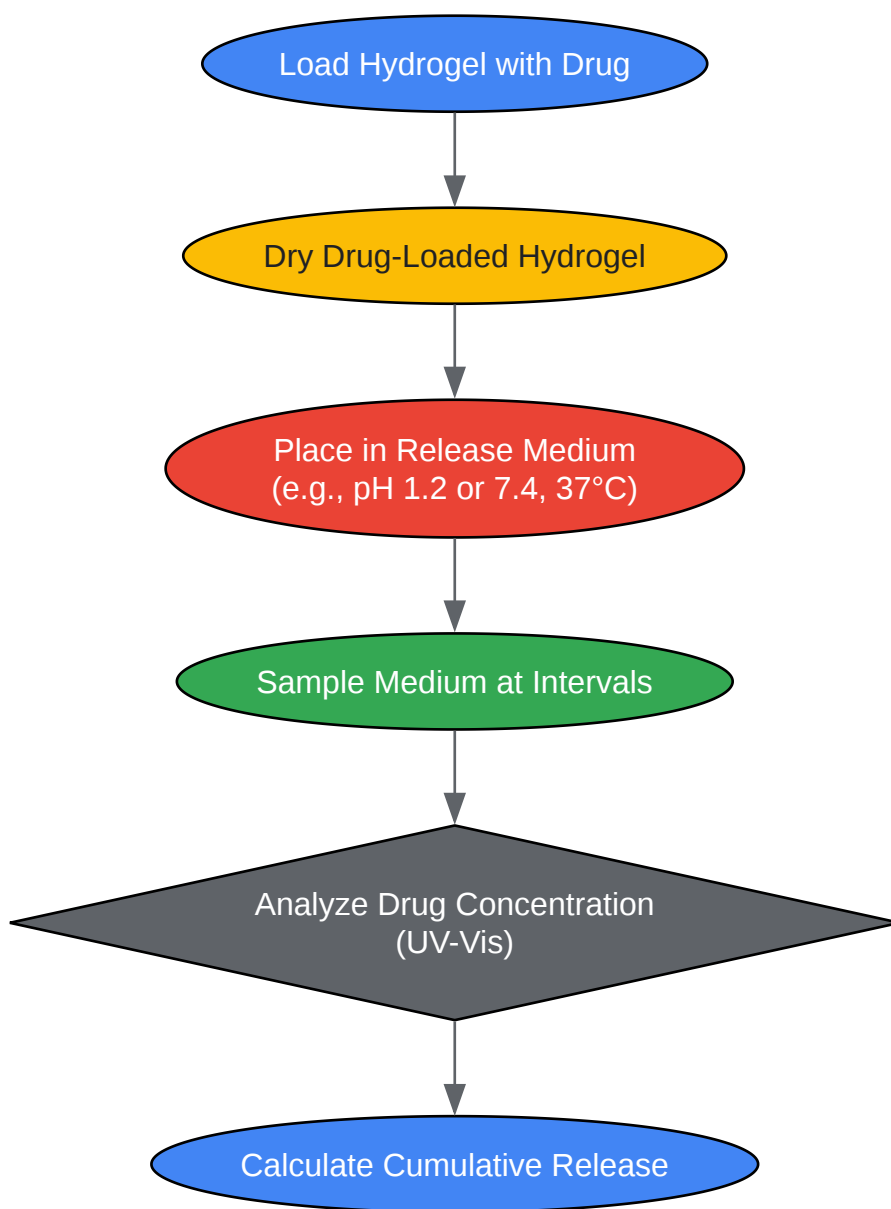 Load Hydrogel with Drug
Dry Drug-Loaded Hydrogel
Place in Release Medium
(e.g., pH 1.2 or 7.4, 37°C)
Sample Medium at Intervals
Analyze Drug Concentration
(UV-Vis)
Calculate Cumulative Release